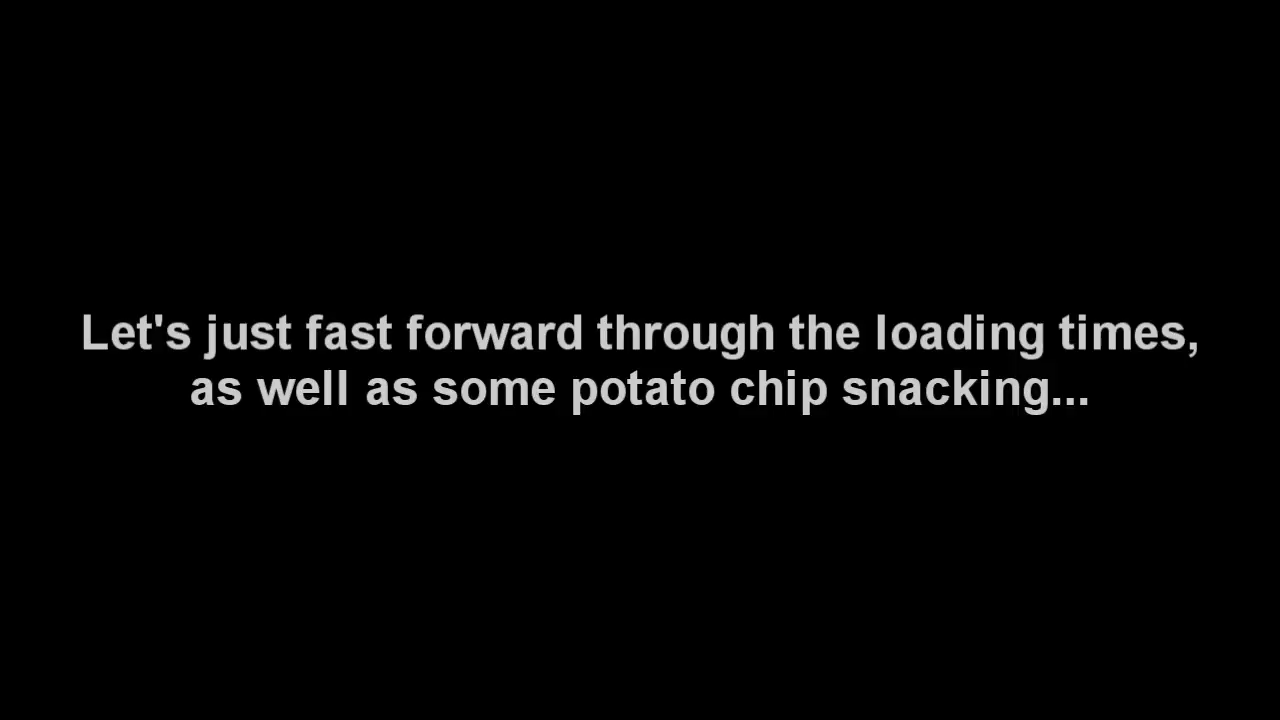 Let's just fast forward through the loading times,
as well as some potato chip snacking...